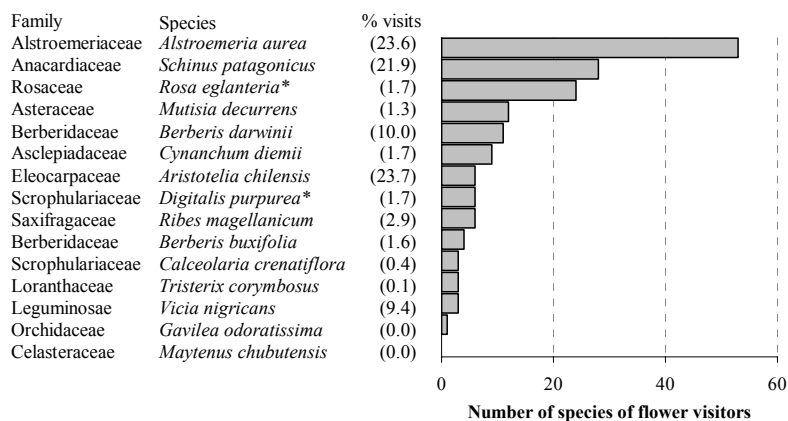 Family Species % visits
Alstroemeriaceae Alstroemeria aurea (23.6)
Anacardiaceae Schinus patagonicus (21.9)
Rosaceae Rosa eglanteria* (1.7)
Asteraceae Mutisia decurrens (1.3)
Berberidaceae Berberis darwinii (10.0)
Asclepiadaceae Cynanchum diemii (1.7)
Eleocarpaceae Aristotelia chilensis (23.7)
Scrophulariaceae Digitalis purpurea* (1.7)
Saxifragaceae Ribes magellanicum (2.9)
Berberidaceae Berberis buxifolia (1.6)
Scrophulariaceae Calceolaria crenatiflora (0.4)
Loranthaceae Tristerix corymbosus (0.1)
Leguminosae Vicia nigricans (9.4)
Orchidaceae Gavilea odoratissima (0.0)
Celasteraceae Maytenus chubutensis (0.0)
0 20 40 60
Number of species of flower visitors